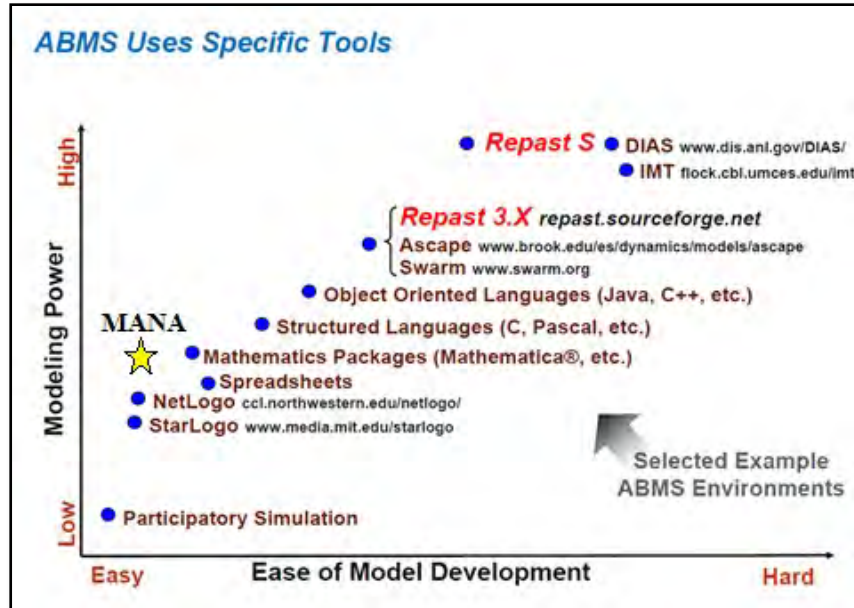 ABMS Uses Specific Tools
High
Repast S
DIAS www.dis.anl.gov/DIAS/
IMT flock.cbl.umces.edu/imt
Repast 3.X repast.sourceforge.net
Ascape www.brook.edu/es/dynamics/models/ascape
Swarm www.swarm.org
Object Oriented Languages (Java, C++, etc.)
MANA
Structured Languages (C, Pascal, etc.)
Mathematics Packages (Mathematica®, etc.)
Spreadsheets
NetLogo ccl.northwestern.edu/netlogo/
StarLogo www.media.mit.edu/starlogo
Modeling Power
Selected Example
ABMS Environments
Participatory Simulation
Low
Easy
Ease of Model Development
Hard